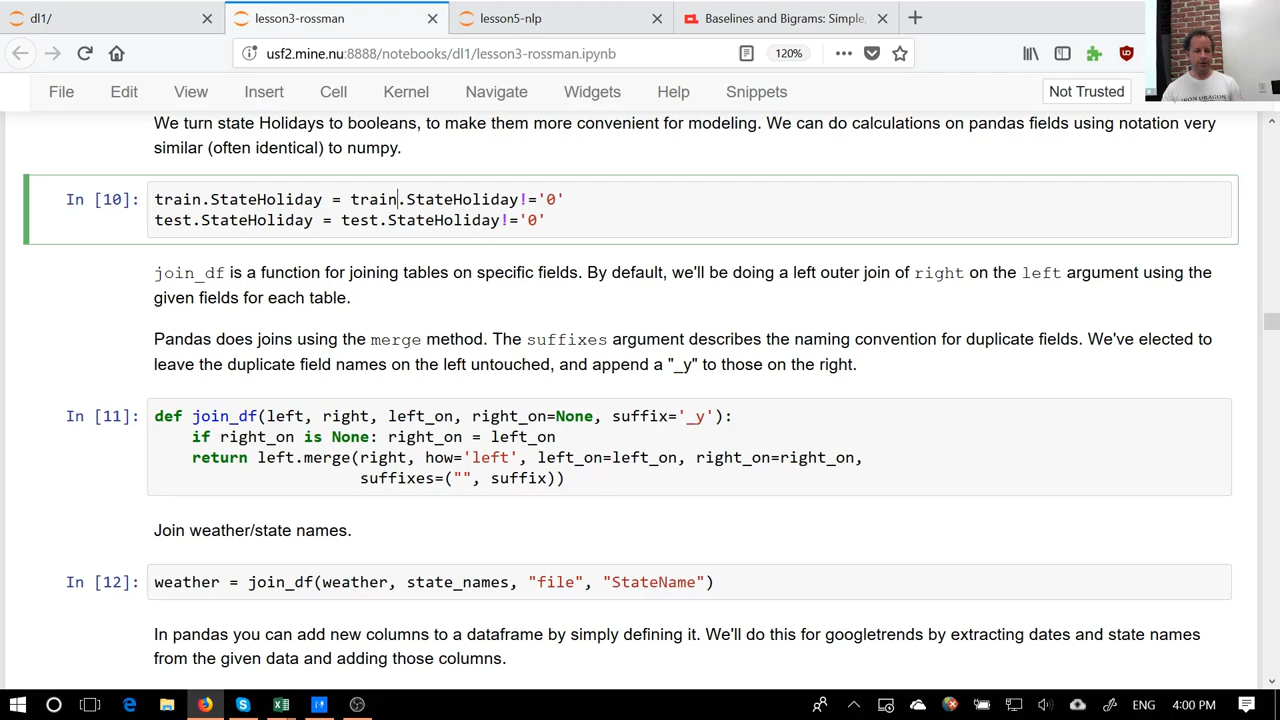 dl1/
lesson3-rossman
lesson5-nlp
Baselines and Bigrams: Simple,
usf2.mine.nu:8888/notebooks/dl1/lesson3-rossman.ipynb
120%
File Edit View Insert Cell Kernel Navigate Widgets Help Snippets
Not Trusted
We turn state Holidays to booleans, to make them more convenient for modeling. We can do calculations on pandas fields using notation very
similar (often identical) to numpy.
In [10]: train.StateHoliday = train.StateHoliday!='0'
test.StateHoliday = test.StateHoliday!='0'
join_df is a function for joining tables on specific fields. By default, we'll be doing a left outer join of right on the left argument using the
given fields for each table.
Pandas does joins using the merge method. The suffixes argument describes the naming convention for duplicate fields. We've elected to
leave the duplicate field names on the left untouched, and append a "_y" to those on the right.
In [11]: def join_df(left, right, left_on, right_on=None, suffix='_y'):
if right_on is None: right_on = left_on
return left.merge(right, how='left', left_on=left_on, right_on=right_on,
suffixes=("", suffix))
Join weather/state names.
In [12]: weather = join_df(weather, state_names, "file", "StateName")
In pandas you can add new columns to a dataframe by simply defining it. We'll do this for googletrends by extracting dates and state names
from the given data and adding those columns.
ENG 4:00 PM